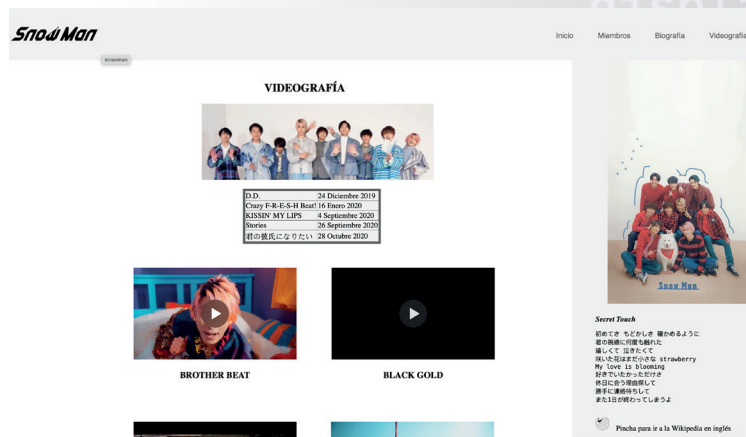 Snow Man
Inicio
Miembros
Biografía
Videografía
snowman
VIDEOGRAFÍA
D.D. 24 Diciembre 2019
Crazy F-R-E-S-H Beat! 16 Enero 2020
KISSIN' MY LIPS 4 Septiembre 2020
Stories 26 Septiembre 2020
君の彼氏になりたい 28 Octubre 2020
BROTHER BEAT
BLACK GOLD
Snow Man
Secret Touch
初めてさ もどかしさ 確かめるように
君の視線に何度も触れた
嬉しくて 泣きたくて
咲いた花はまだ小さな strawberry
My love is blooming
好きでいたかっただけさ
休日に会う理由探して
勝手に連絡待ちして
また1日が終わってしまうよ
Pincha para ir a la Wikipedia en inglés